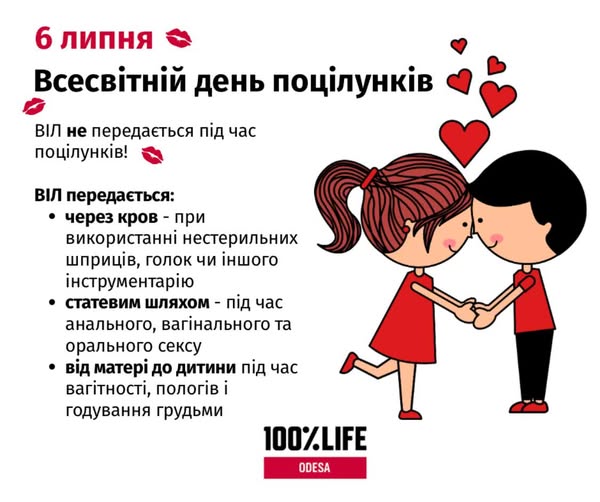 6 липня
Всесвітній день поцілунків
ВІЛ не передається під час
поцілунків!
ВІЛ передається:
• через кров - при
використанні нестерильних
шприців, голок чи іншого
інструментарію
• статевим шляхом - під час
анального, вагінального та
орального сексу
• від матері до дитини під час
вагітності, пологів і
годування грудьми
100%LIFE
ODESA